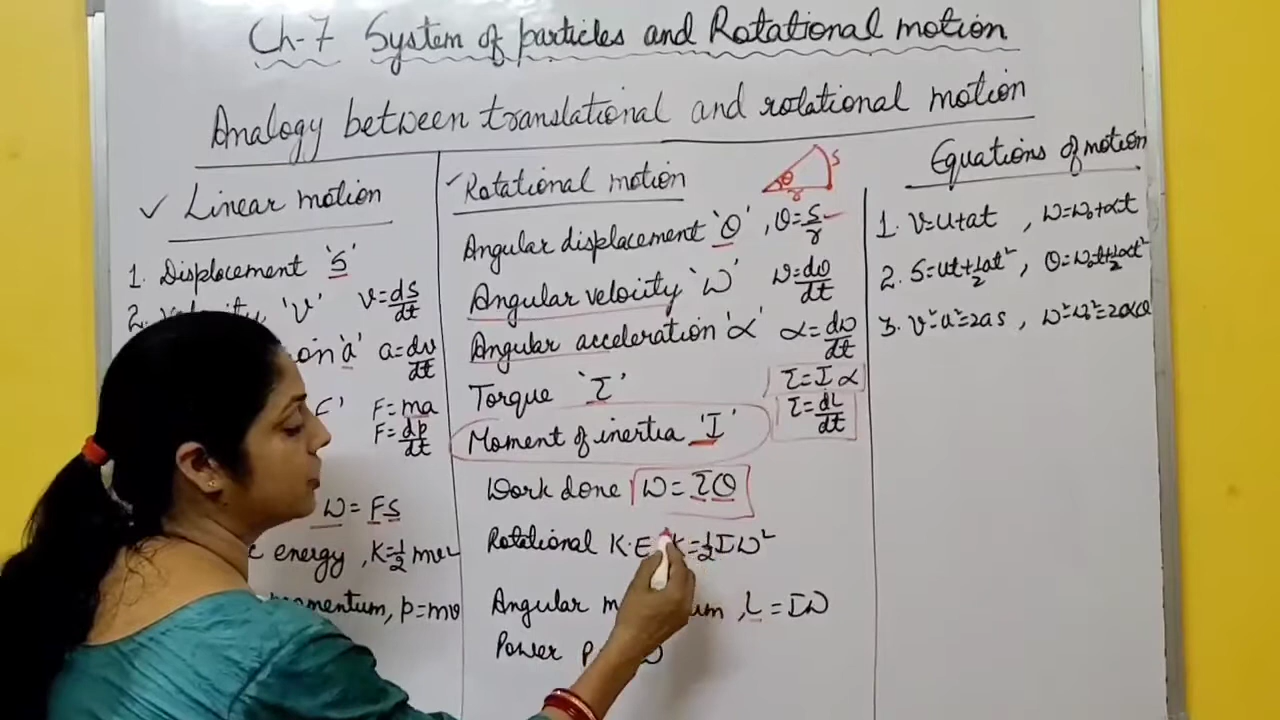 Ch-7 System of particles and Rotational motion
Analogy between translational and rotational motion
✓ Linear motion
1. Displacement 'S'
2. Velocity, 'v' v=ds/dt
on 'a' a=dv/dt
F=ma
F=dp/dt
W=FS
energy, K=½mv²
momentum, p=mv
✓ Rotational motion
θ S r
Angular displacement 'θ', θ=S/r
Angular velocity 'ω' ω=dθ/dt
Angular acceleration 'α' α=dω/dt
Torque 'τ' τ=Iα
τ=dL/dt
Moment of inertia 'I'
Work done W=τθ
Rotational K.E K=½Iω²
Angular m um, L=Iω
Power P
Equations of motion
1. v=u+at, ω=ω₀+αt
2. S=ut+½at², θ=ω₀t+½αt²
3. v²-u²=2as, ω²-ω₀²=2αθ